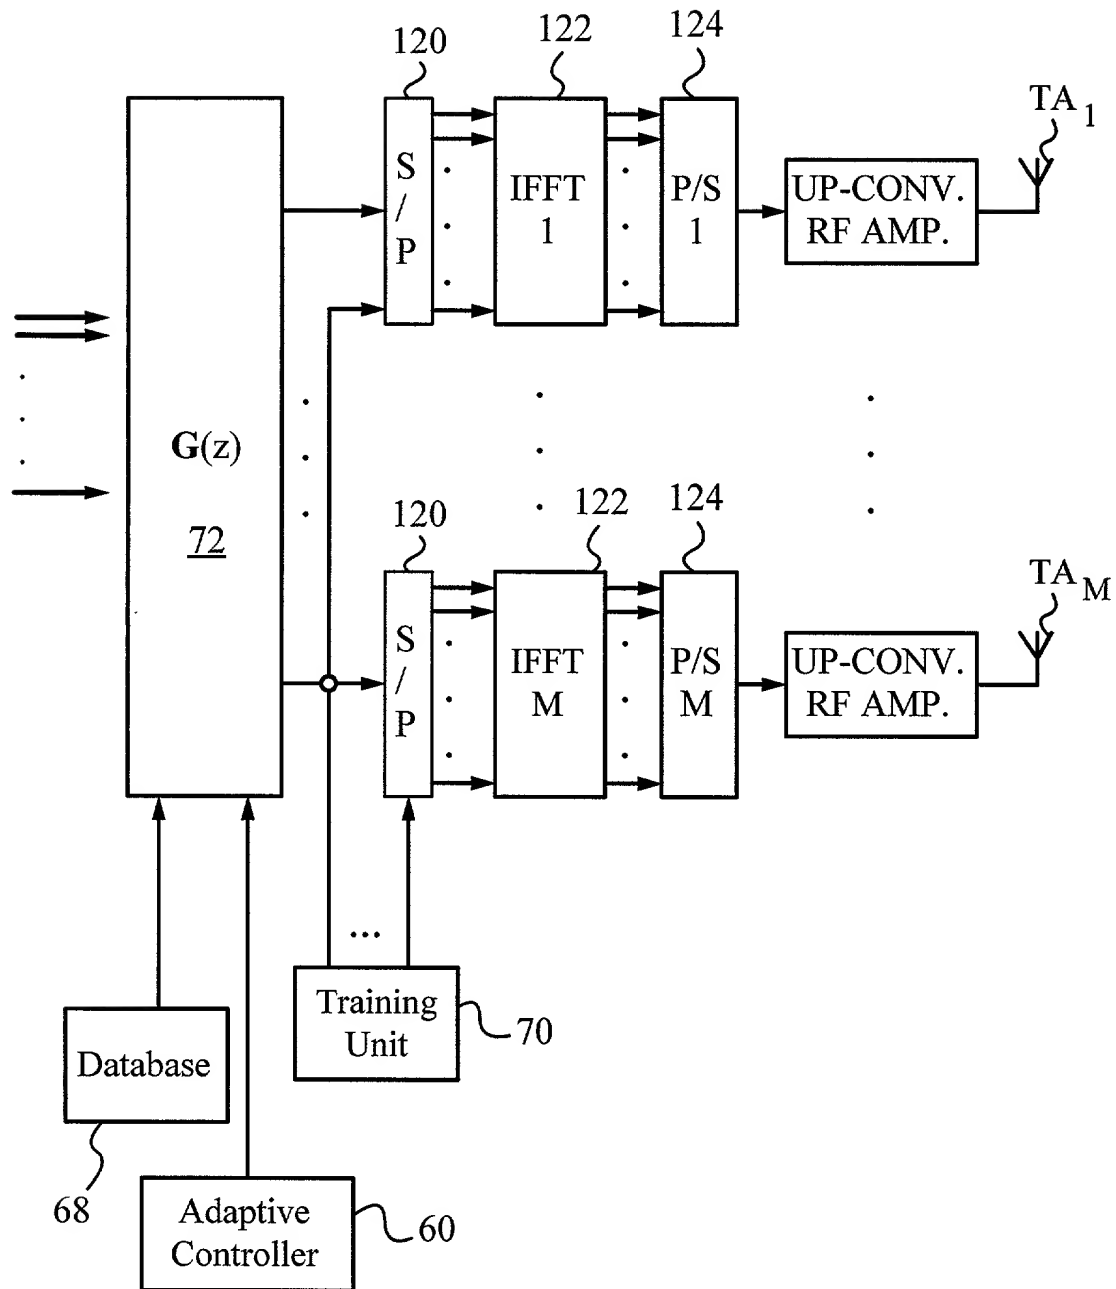 120
122
124
TA 1
S
/
P
IFFT
1
P/S
1
UP-CONV.
RF AMP.
G(z)
72
120
122
124
TA M
S
/
P
IFFT
M
P/S
M
UP-CONV.
RF AMP.
...
Training
Unit
70
Database
68
Adaptive
Controller
60